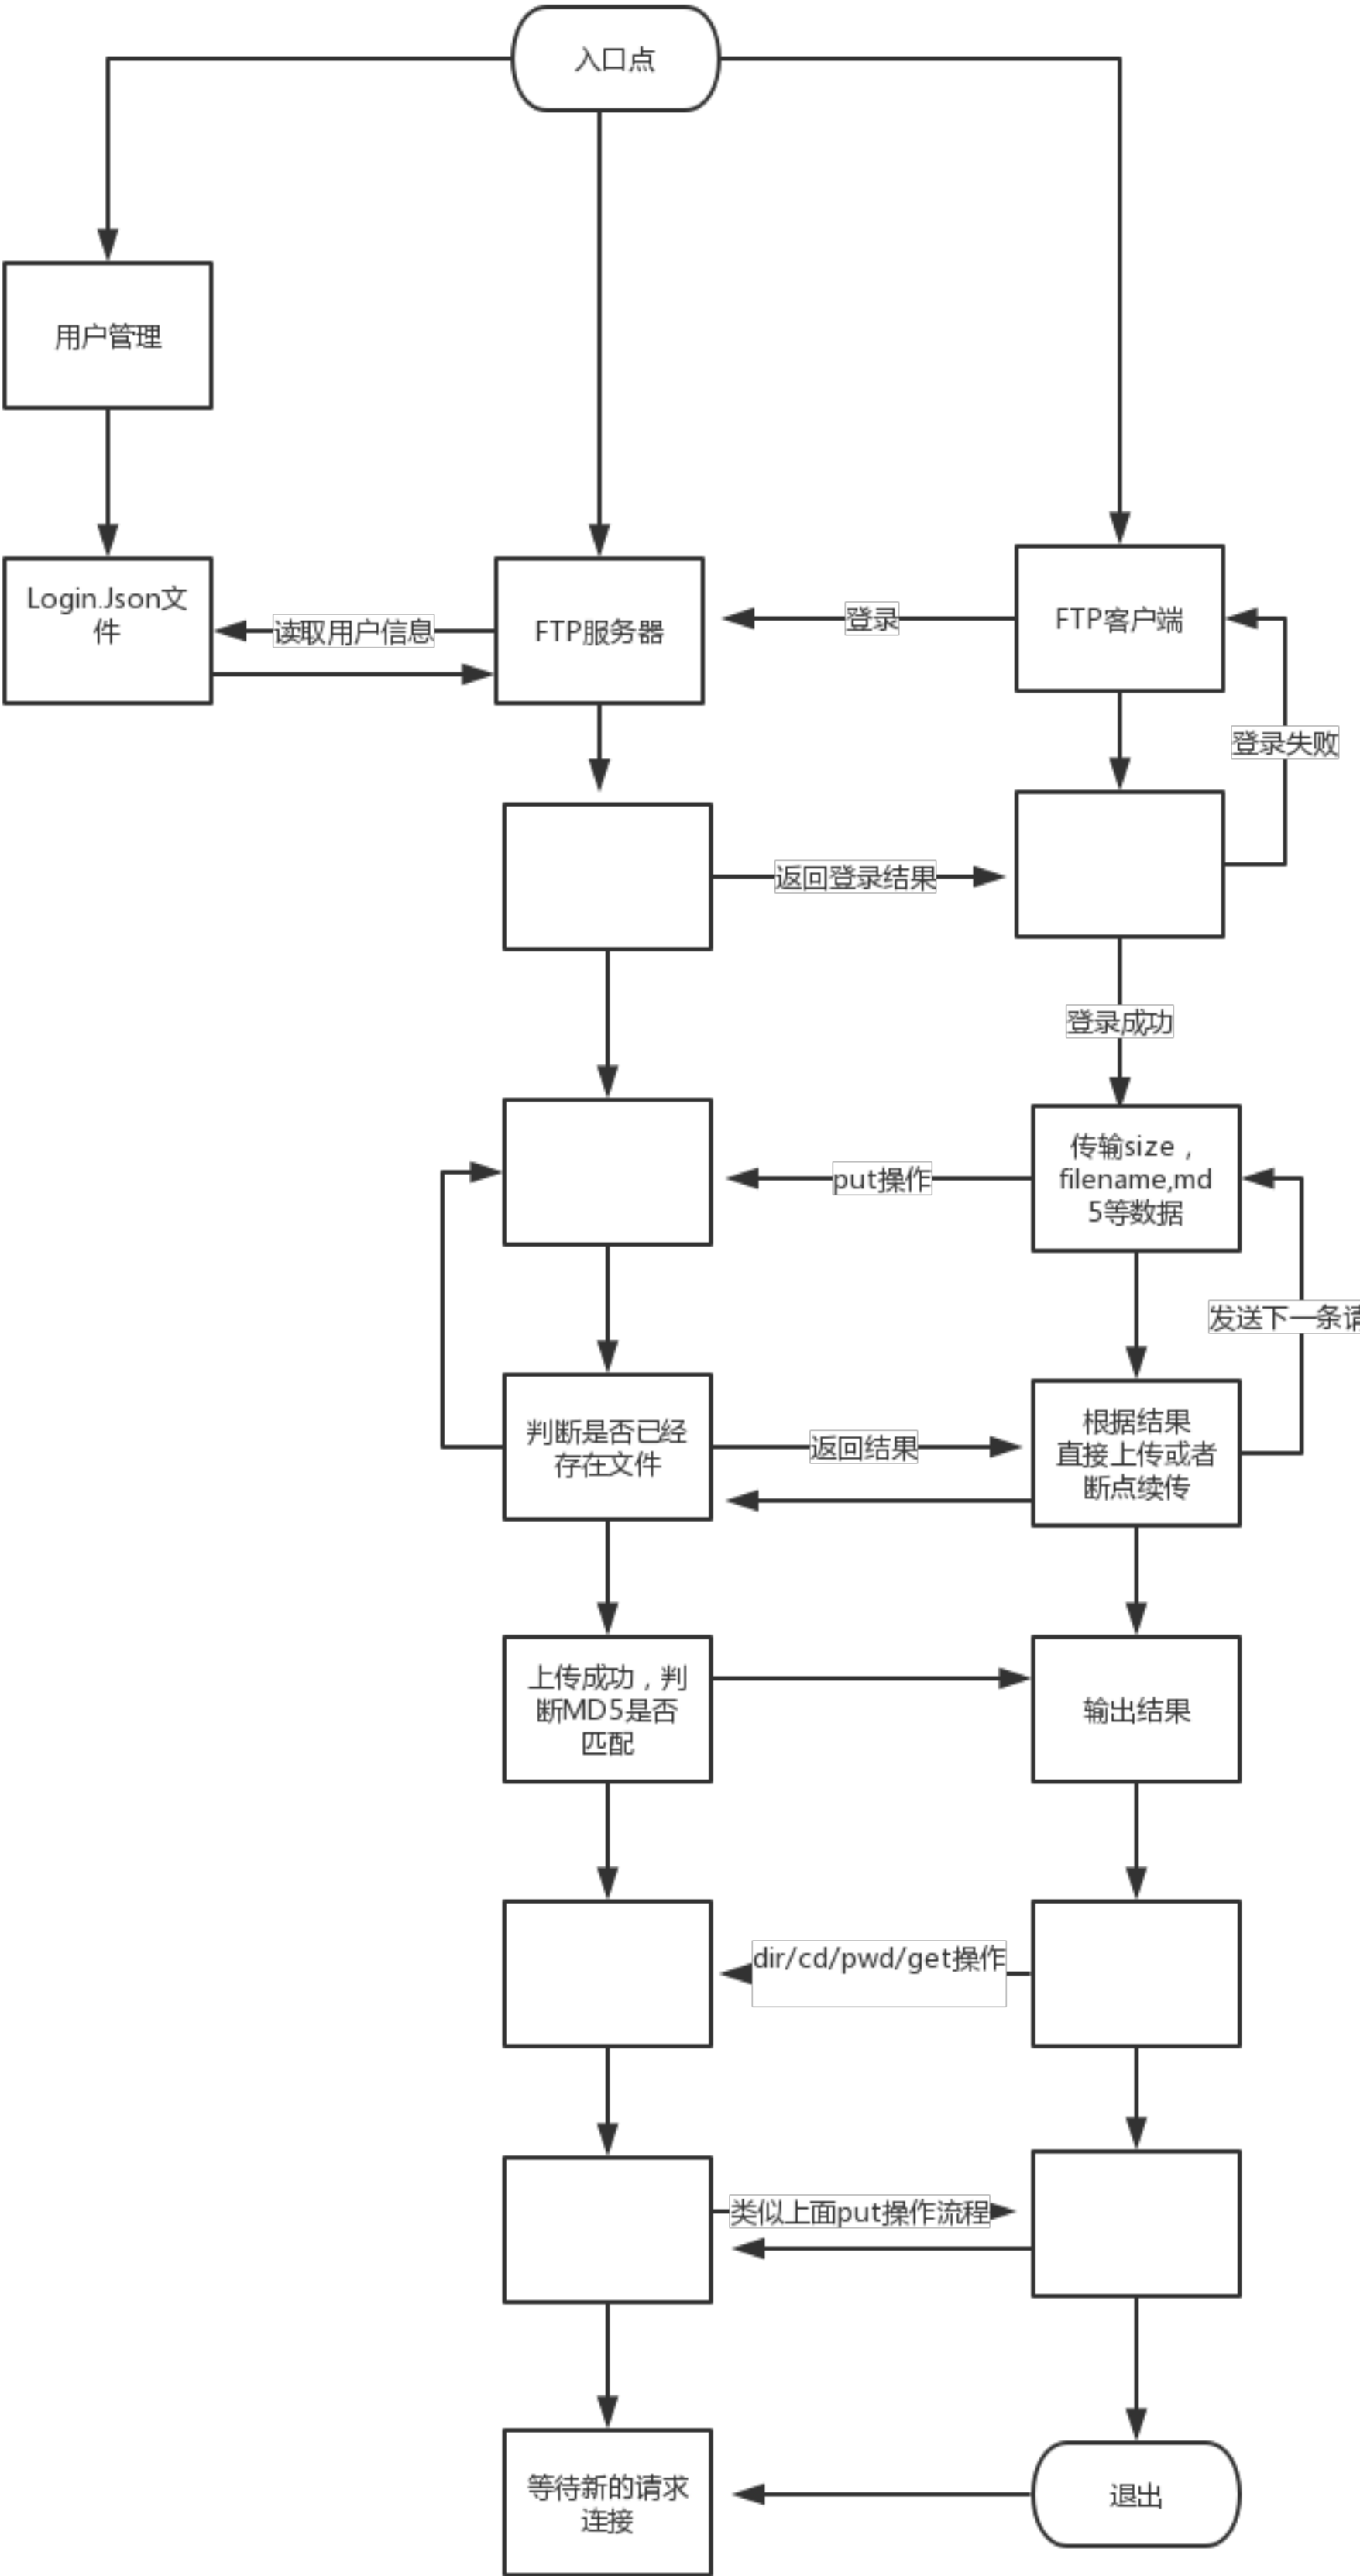 入口点
用户管理
Login.Json文
件
读取用户信息
FTP服务器
登录
FTP客户端
登录失败
返回登录结果
登录成功
put操作
传输size，
filename,md
5等数据
发送下一条请
判断是否已经
存在文件
返回结果
根据结果
直接上传或者
断点续传
上传成功，判
断MD5是否
匹配
输出结果
dir/cd/pwd/get操作
类似上面put操作流程
等待新的请求
连接
退出